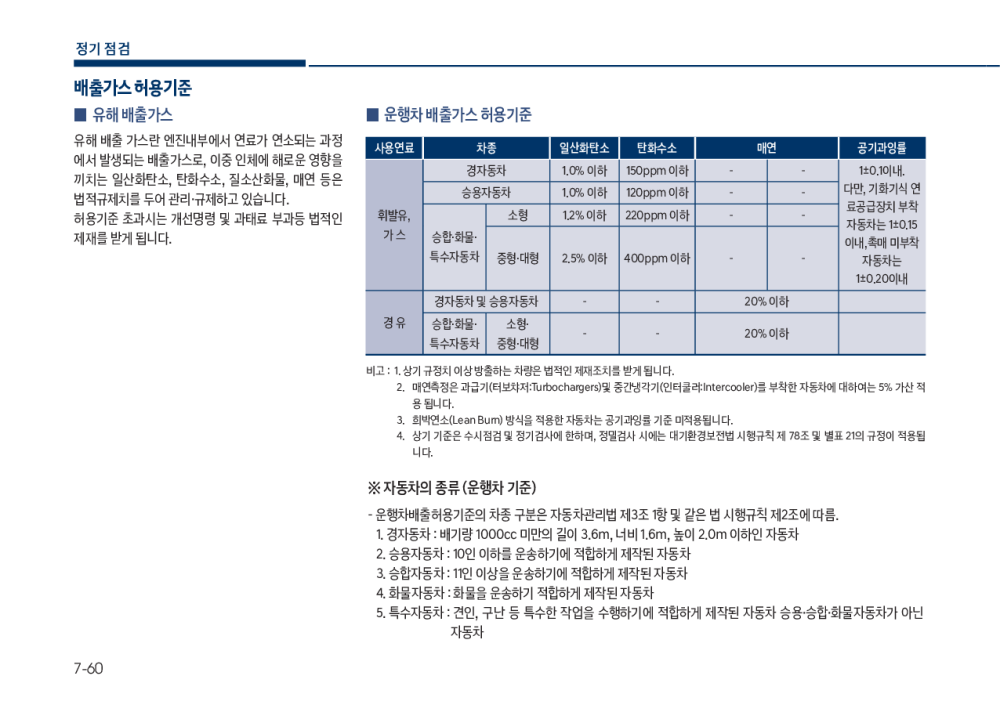 정기 점검
배출가스 허용기준
■ 유해 배출가스
유해 배출 가스란 엔진내부에서 연료가 연소되는 과정
에서 발생되는 배출가스로, 이중 인체에 해로운 영향을
끼치는 일산화탄소, 탄화수소, 질소산화물, 매연 등은
법적규제치를 두어 관리·규제하고 있습니다.
허용기준 초과시는 개선명령 및 과태료 부과등 법적인
제재를 받게 됩니다.
■ 운행차 배출가스 허용기준
사용연료 차종 일산화탄소 탄화수소 매연 공기과잉률
휘발유,
가 스
경자동차 1.0% 이하 150ppm 이하 - -
승용자동차 1.0% 이하 120ppm 이하 - -
승합·화물·
특수자동차
소형 1.2% 이하 220ppm 이하 - -
중형·대형 2.5% 이하 400ppm 이하 - -
1±0.1이내.
다만, 기화기식 연
료공급장치 부착
자동차는 1±0.15
이내,촉매 미부착
자동차는
1±0.20이내
경 유
경자동차 및 승용자동차 - - 20% 이하
승합·화물·
특수자동차
소형·
중형·대형
- - 20% 이하
비고 : 1. 상기 규정치 이상 방출하는 차량은 법적인 제재조치를 받게 됩니다.
2. 매연측정은 과급기(터보챠져:Turbochargers)및 중간냉각기(인터쿨러:Intercooler)를 부착한 자동차에 대하여는 5% 가산 적
용 됩니다.
3. 희박연소(Lean Burn) 방식을 적용한 자동차는 공기과잉률 기준 미적용됩니다.
4. 상기 기준은 수시점검 및 정기검사에 한하며, 정밀검사 시에는 대기환경보전법 시행규칙 제 78조 및 별표 21의 규정이 적용됩
니다.
※ 자동차의 종류 (운행차 기준)
- 운행차배출허용기준의 차종 구분은 자동차관리법 제3조 1항 및 같은 법 시행규칙 제2조에 따름.
1. 경자동차 : 배기량 1000cc 미만의 길이 3.6m, 너비 1.6m, 높이 2.0m 이하인 자동차
2. 승용자동차 : 10인 이하를 운송하기에 적합하게 제작된 자동차
3. 승합자동차 : 11인 이상을 운송하기에 적합하게 제작된 자동차
4. 화물자동차 : 화물을 운송하기 적합하게 제작된 자동차
5. 특수자동차 : 견인, 구난 등 특수한 작업을 수행하기에 적합하게 제작된 자동차 승용·승합·화물자동차가 아닌
자동차
7-60